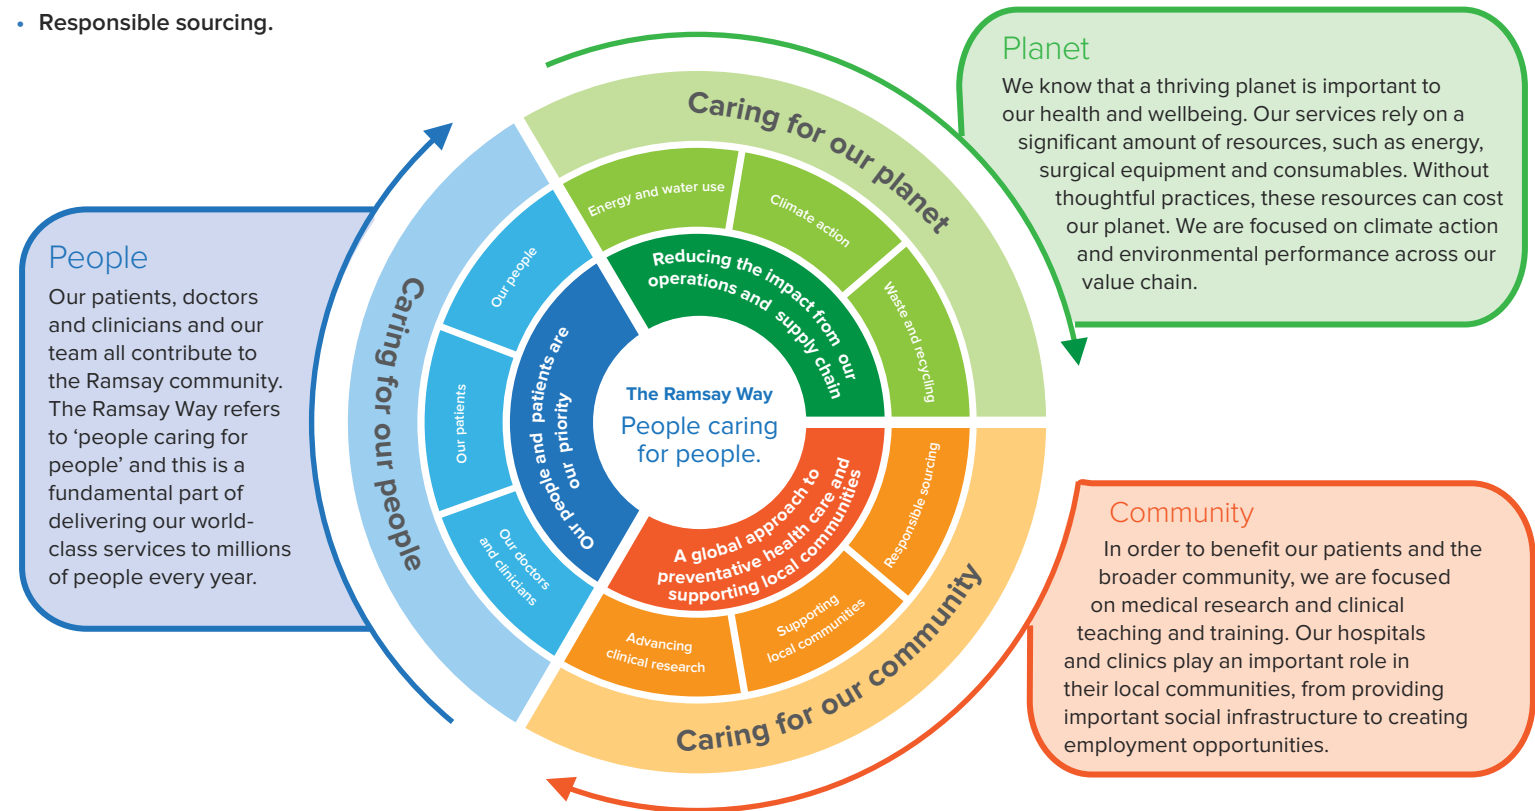 • Responsible sourcing.
Planet
We know that a thriving planet is important to
our health and wellbeing. Our services rely on a
significant amount of resources, such as energy,
surgical equipment and consumables. Without
thoughtful practices, these resources can cost
our planet. We are focused on climate action
and environmental performance across our
value chain.
People
Our patients, doctors
and clinicians and our
team all contribute to
the Ramsay community.
The Ramsay Way refers
to ‘people caring for
people’ and this is a
fundamental part of
delivering our world-
class services to millions
of people every year.
Caring for our planet
Energy and water use
Climate action
Waste and recycling
Reducing the impact from our
operations and supply chain
Caring for our people
Our people
Our patients
Our doctors
and clinicians
Our people and patients are
our priority
The Ramsay Way
People caring
for people.
A global approach to
preventative health care and
supporting local communities
Responsible sourcing
Supporting
local communities
Advancing
clinical research
Caring for our community
Community
In order to benefit our patients and the
broader community, we are focused
on medical research and clinical
teaching and training. Our hospitals
and clinics play an important role in
their local communities, from providing
important social infrastructure to creating
employment opportunities.